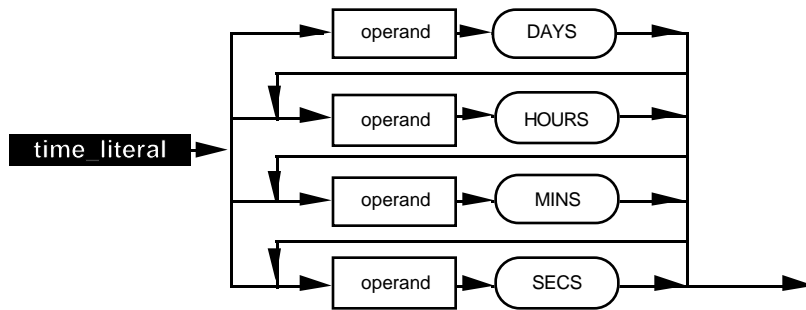 operand DAYS
operand HOURS
time_literal
operand MINS
operand SECS